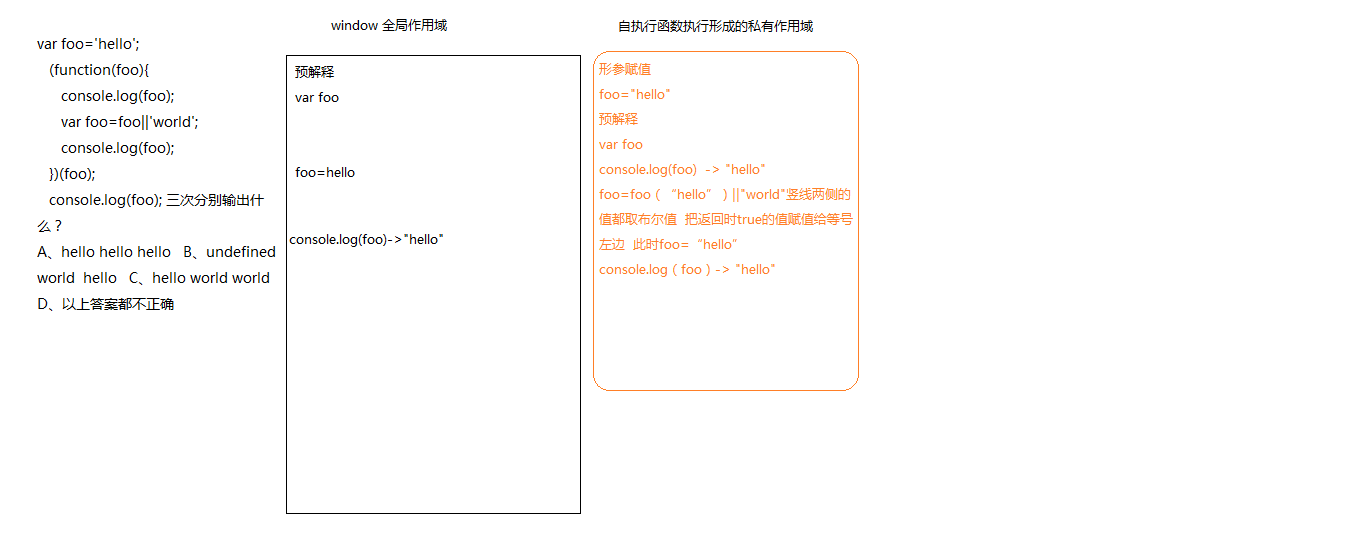 var foo='hello';
(function(foo){
console.log(foo);
var foo=foo||'world';
console.log(foo);
})(foo);
console.log(foo); 三次分别输出什
么？
A、hello hello hello   B、undefined
world  hello   C、hello world world
D、以上答案都不正确
window 全局作用域
预解释
var foo
foo=hello
console.log(foo)->"hello"
自执行函数执行形成的私有作用域
形参赋值
foo="hello"
预解释
var foo
console.log(foo)  -> "hello"
foo=foo（ “hello” ）||"world"竖线两侧的
值都取布尔值  把返回时true的值赋值给等号
左边  此时foo= “hello”
console.log（foo）-> "hello"